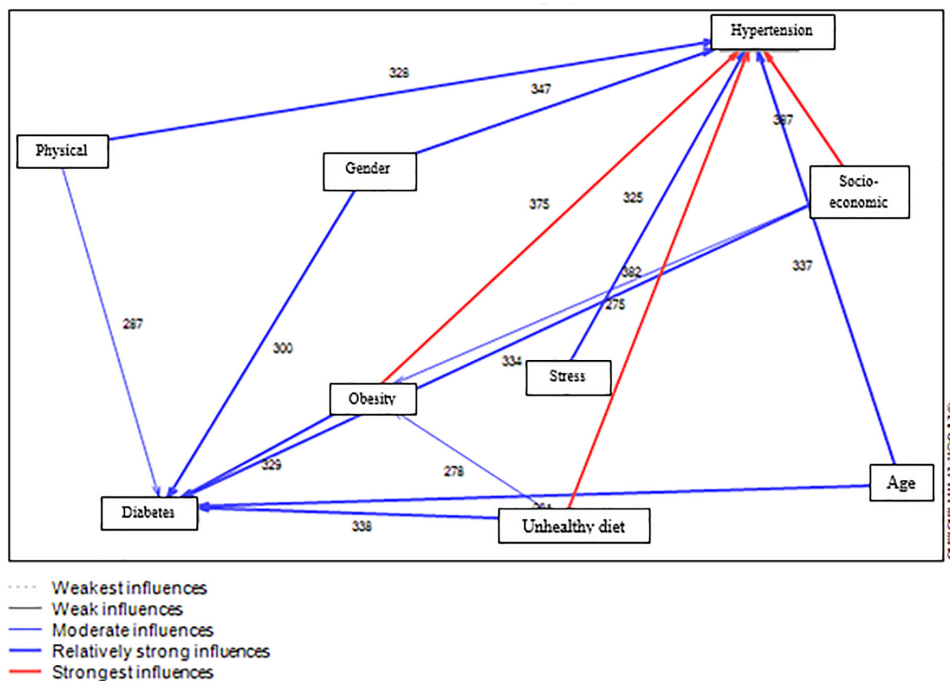 Hypertension
328
347
387
Physical
Gender
Socio-
economic
375
325
337
382
275
287
300
334
Stress
Obesity
329
278
Age
Diabetes
338
Unhealthy diet
Weakest influences
Weak influences
Moderate influences
Relatively strong influences
Strongest influences